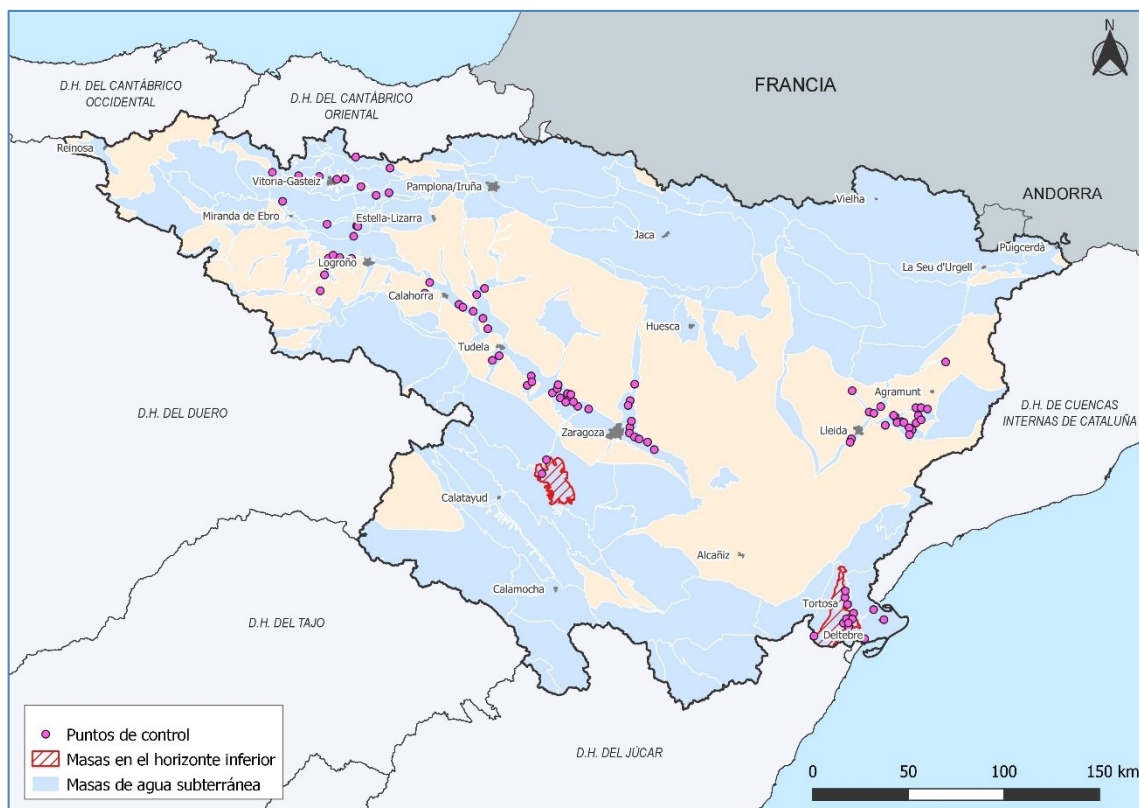 N
D.H. DEL CANTÁBRICO
OCCIDENTAL
D.H. DEL CANTÁBRICO
ORIENTAL
FRANCIA
ANDORRA
Reinosa
Vitoria-Gasteiz
Pamplona/Iruña
Miranda de Ebro
Estella-Lizarra
Vielha
Jaca
Puigcerdà
La Seu d'Urgell
Logroño
Calahorra
Huesca
Tudela
Agramunt
D.H. DEL DUERO
D.H. DE CUENCAS
INTERNAS DE CATALUÑA
Zaragoza
Lleida
Calatayud
Alcañiz
Calamocha
Tortosa
D.H. DEL TAJO
Deltebre
D.H. DEL JÚCAR
Puntos de control
Masas en el horizonte inferior
Masas de agua subterránea
0 50 100 150 km